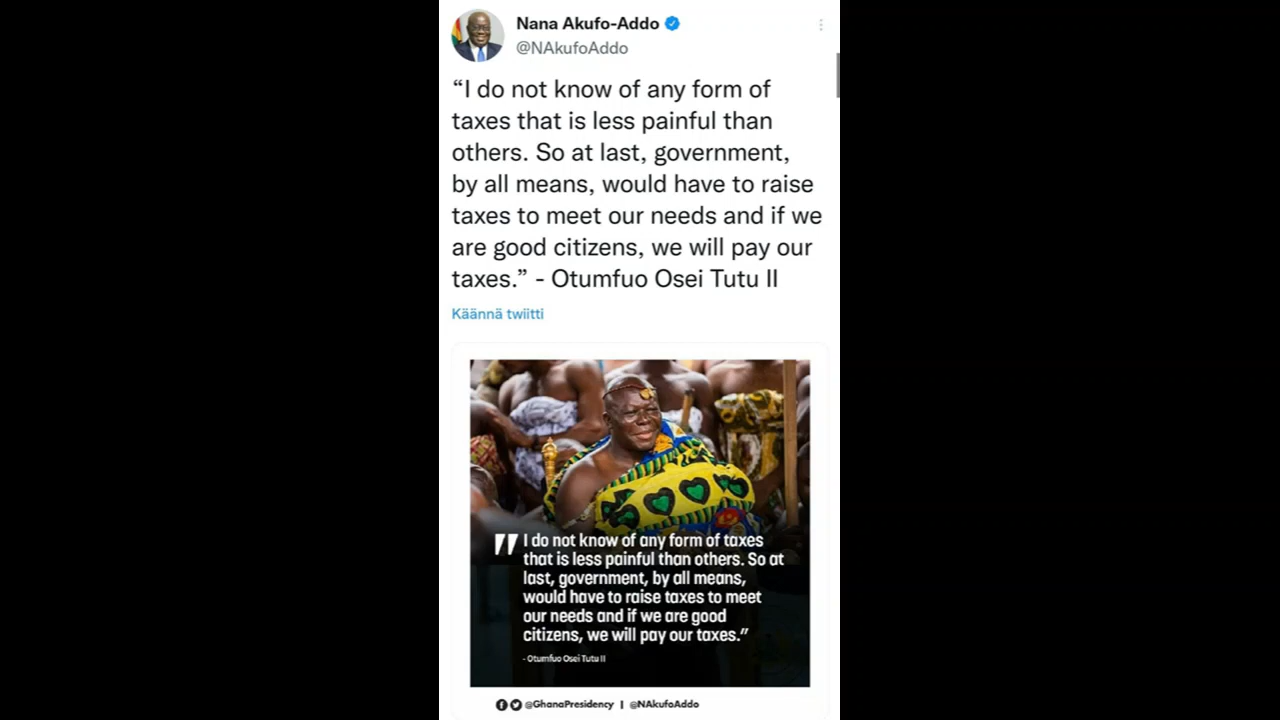 Nana Akufo-Addo
@NAkufoAddo
“I do not know of any form of
taxes that is less painful than
others. So at last, government,
by all means, would have to raise
taxes to meet our needs and if we
are good citizens, we will pay our
taxes.” - Otumfuo Osei Tutu II
Käännä twiitti
" I do not know of any form of taxes
that is less painful than others. So at
last, government, by all means,
would have to raise taxes to meet
our needs and if we are good
citizens, we will pay our taxes.”
- Otumfuo Osei Tutu II
@GhanaPresidency | @NAkufoAddo